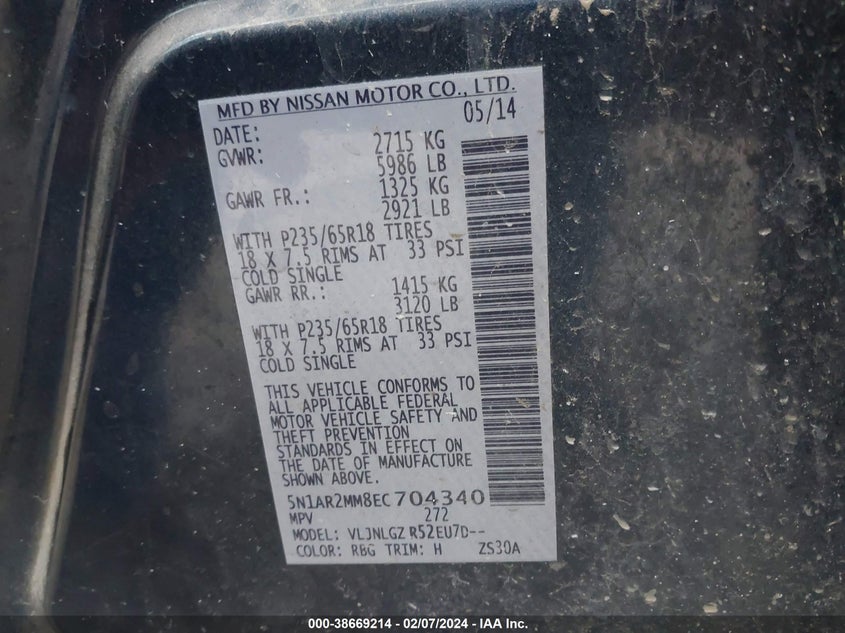 MFD BY NISSAN MOTOR CO., LTD.
DATE: 05/14
GVWR: 2715 KG
5986 LB
GAWR FR.: 1325 KG
2921 LB
WITH P235/65R18 TIRES
18 X 7.5 RIMS AT 33 PSI
COLD SINGLE
GAWR RR.: 1415 KG
3120 LB
WITH P235/65R18 TIRES
18 X 7.5 RIMS AT 33 PSI
COLD SINGLE
THIS VEHICLE CONFORMS TO
ALL APPLICABLE FEDERAL
MOTOR VEHICLE SAFETY AND
THEFT PREVENTION
STANDARDS IN EFFECT ON
THE DATE OF MANUFACTURE
SHOWN ABOVE.
5N1AR2MM8EC704340
MPV 272
MODEL: VLJNLGZ R52EU7D--
COLOR: RBG TRIM: H ZS30A
000-38669214 - 02/07/2024 - IAA Inc.